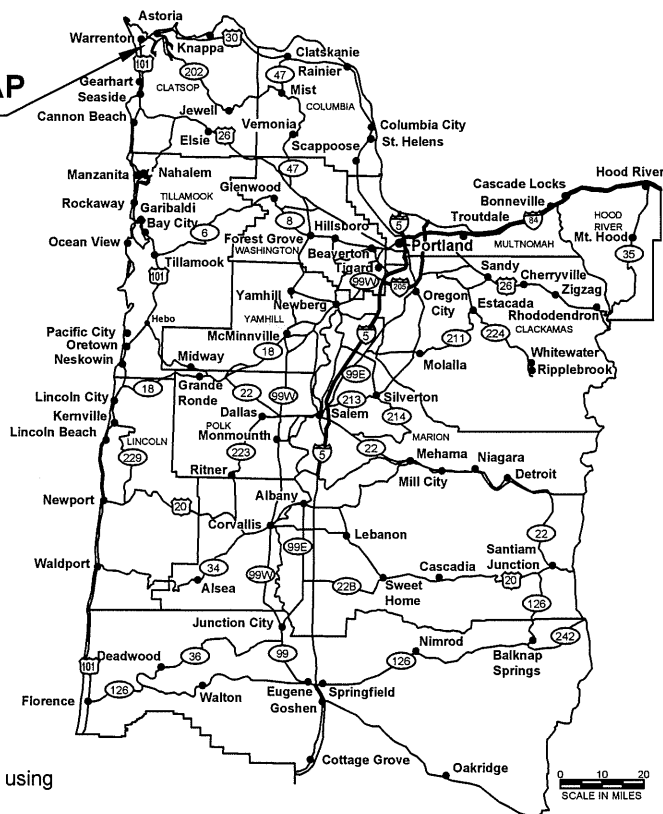 Astoria
Warrenton
Knappa
30
Clatskanie
Rainier
101
202
47
AP
Gearhart
Seaside
CLATSOP
Mist
COLUMBIA
Jewell
Cannon Beach
Vernonia
Columbia City
Elsie
26
St. Helens
Scappoose
47
Manzanita
Nahalem
Hood River
Glenwood
Cascade Locks
TILLAMOOK
Bonneville
Rockaway
Garibaldi
Bay City
8
Hillsboro
5
Troutdale
84
HOOD
RIVER
6
Forest Grove
Portland
MULTNOMAH
Mt. Hood
Ocean View
WASHINGTON
Beaverton
35
Tillamook
Tigard
Sandy
101
99W
205
26
Cherryville
Yamhill
Oregon
City
Estacada
Zigzag
Newberg
Rhododendron
Hebo
YAMHILL
CLACKAMAS
Pacific City
McMinnville
5
211
224
Oretown
18
Whitewater
Neskowin
Midway
Molalla
Ripplebrook
99E
Grande
Ronde
18
22
99W
213
Silverton
Lincoln City
Dallas
Salem
214
Kernville
POLK
Lincoln Beach
Monmouth
MARION
LINCOLN
223
5
22
Mehama
Niagara
229
Ritner
Mill City
Detroit
Newport
20
Albany
Corvallis
22
99E
Lebanon
Waldport
Santiam
Junction
34
99W
Cascadia
Alsea
22B
20
Sweet
Home
126
Junction City
242
Nimrod
Deadwood
36
99
126
Balknap
Springs
101
126
Walton
Eugene
Springfield
Florence
Goshen
Cottage Grove
Oakridge
using
0 10 20
SCALE IN MILES